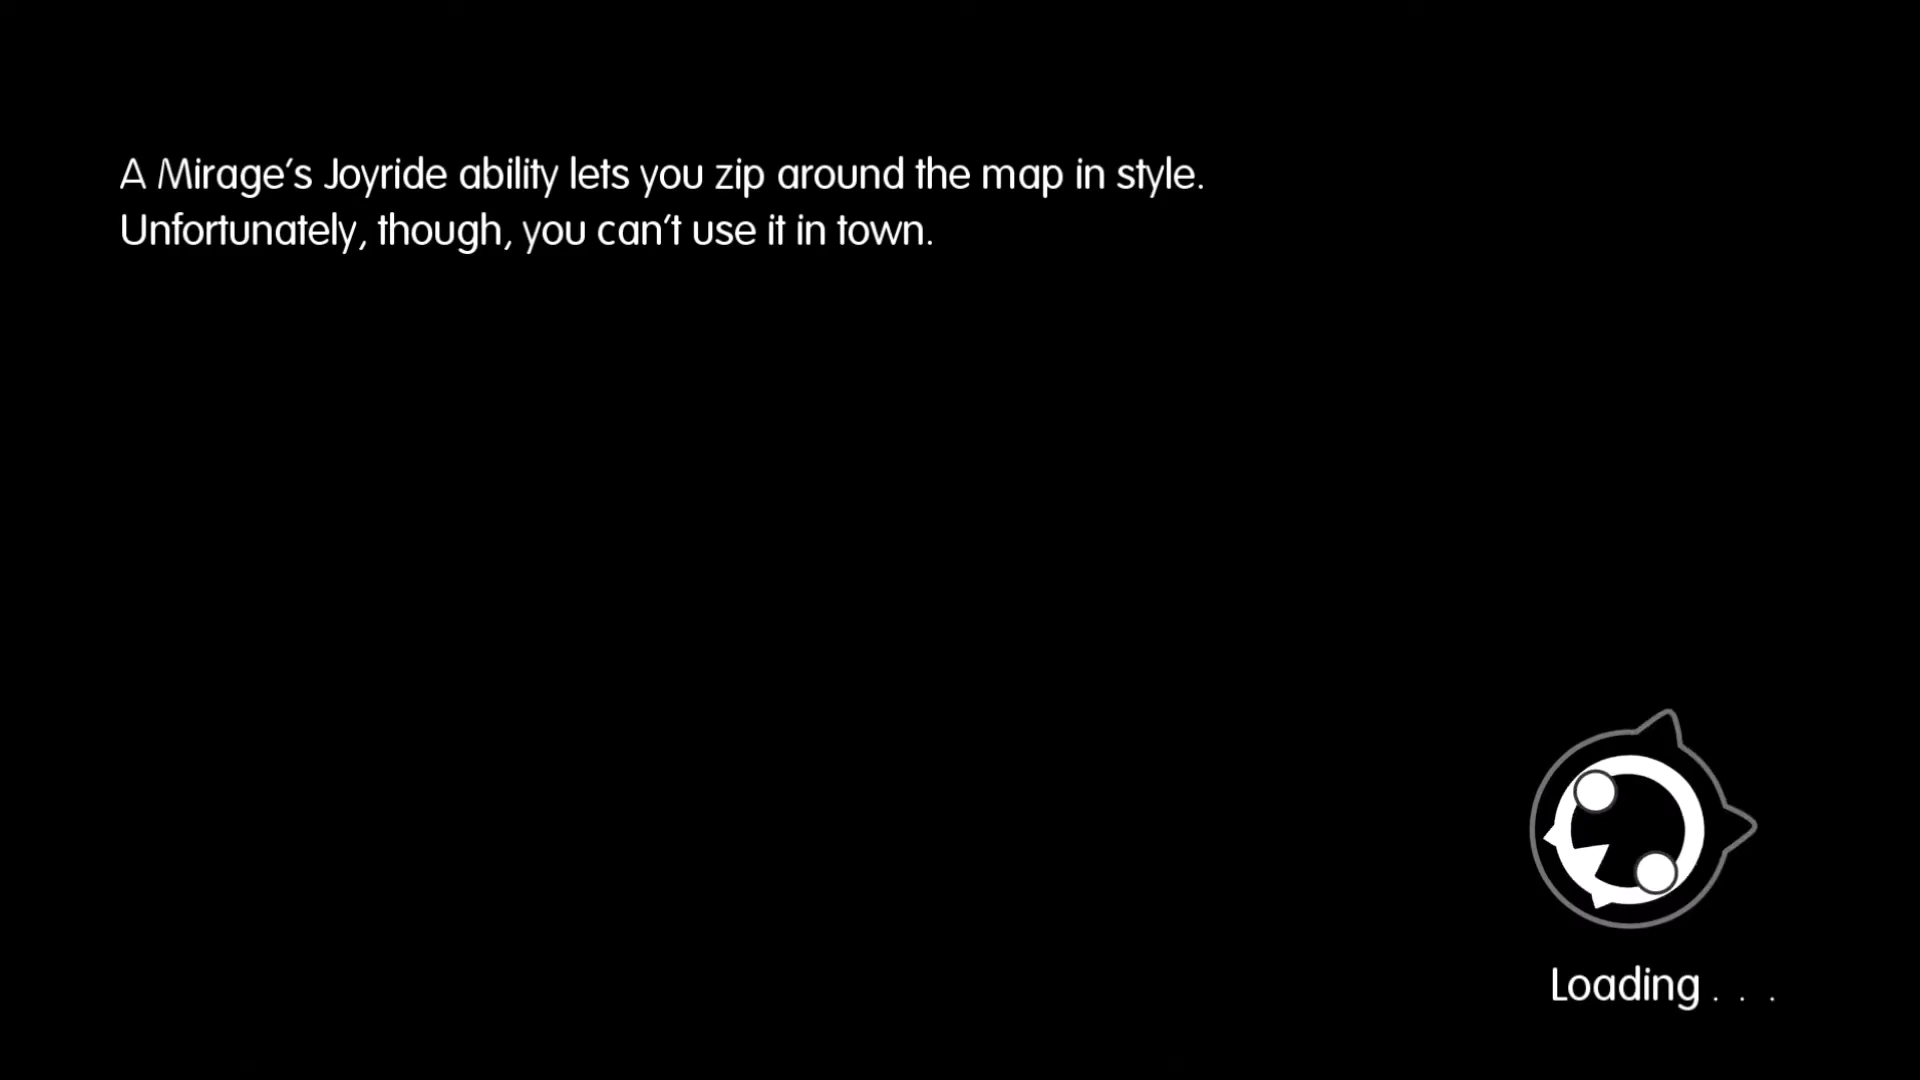 A Mirage's Joyride ability lets you zip around the map in style.
Unfortunately, though, you can't use it in town.
Loading . . .